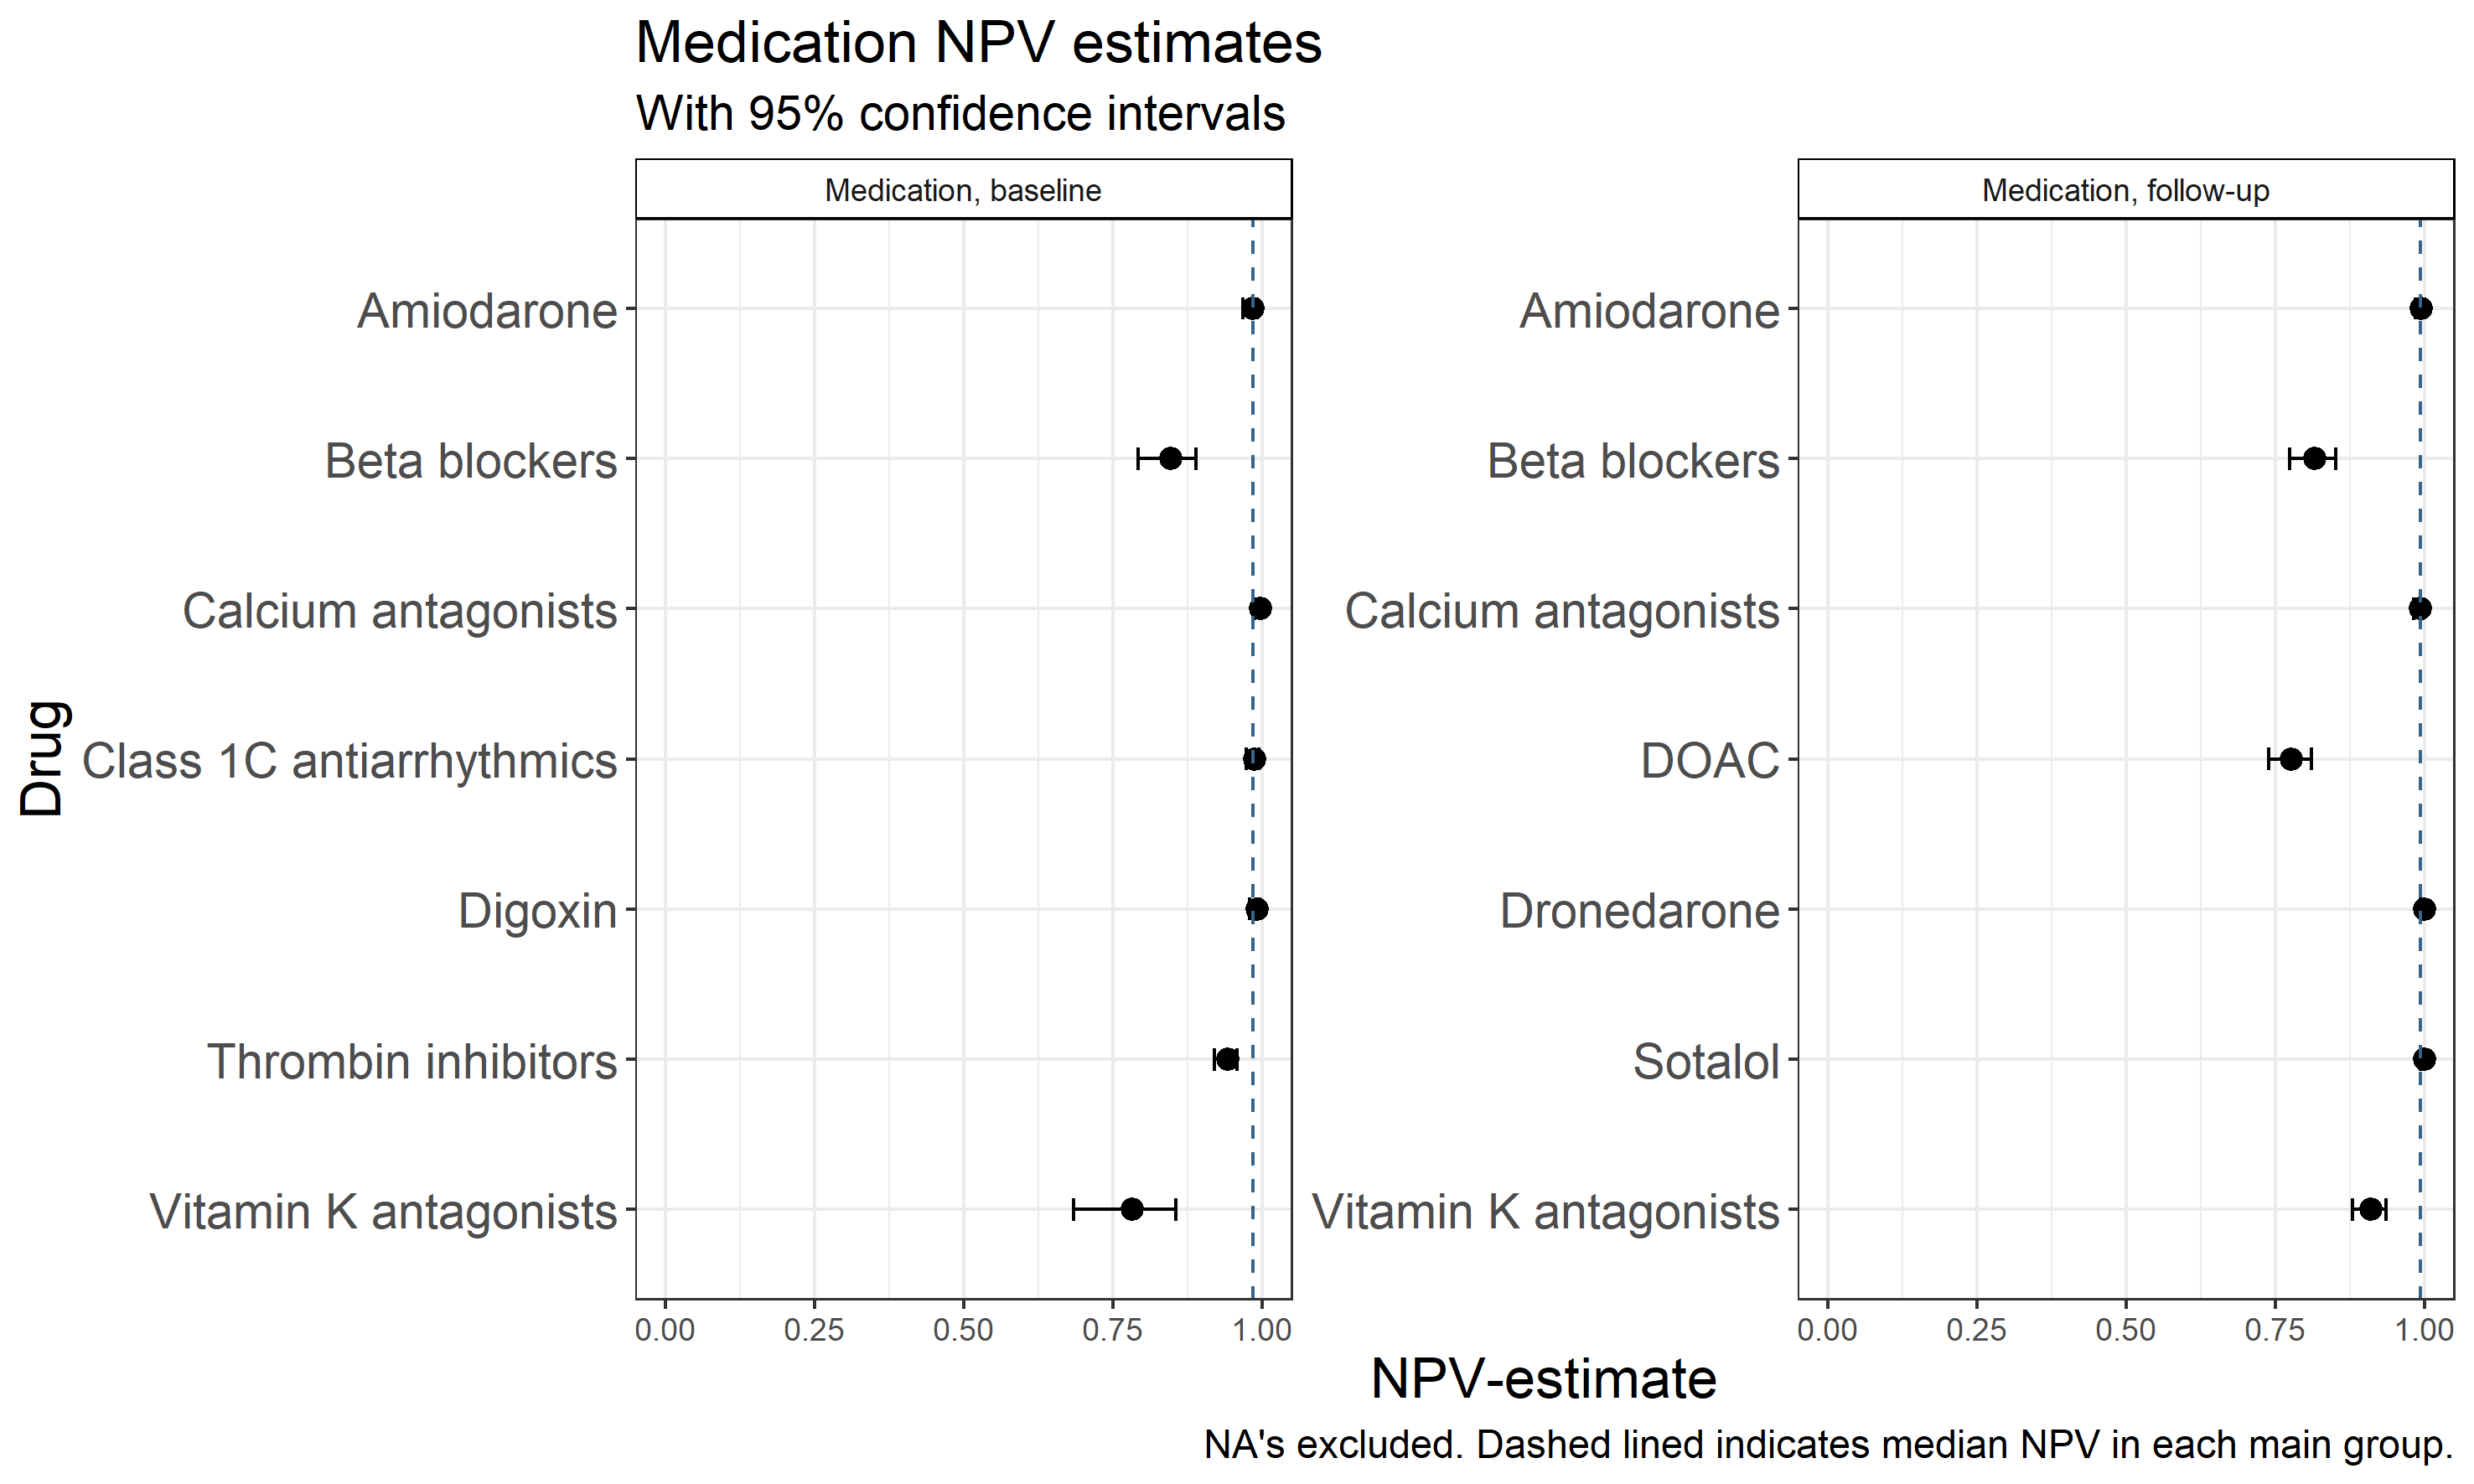 Medication NPV estimates
With 95% confidence intervals
Medication, baseline
Medication, follow-up
Drug
Amiodarone
Beta blockers
Calcium antagonists
Class 1C antiarrhythmics
Digoxin
Thrombin inhibitors
Vitamin K antagonists
Amiodarone
Beta blockers
Calcium antagonists
DOAC
Dronedarone
Sotalol
Vitamin K antagonists
0.00 0.25 0.50 0.75 1.00
0.00 0.25 0.50 0.75 1.00
NPV-estimate
NA's excluded. Dashed lined indicates median NPV in each main group.